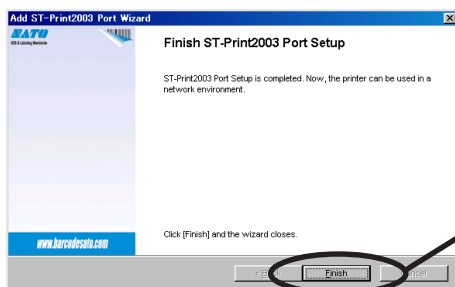 Add ST-Print2003 Port Wizard
SATO
Finish ST-Print2003 Port Setup
ST-Print2003 Port Setup is completed. Now, the printer can be used in a
network environment.
Click [Finish] and the wizard closes.
www.barcodesato.com
Finish